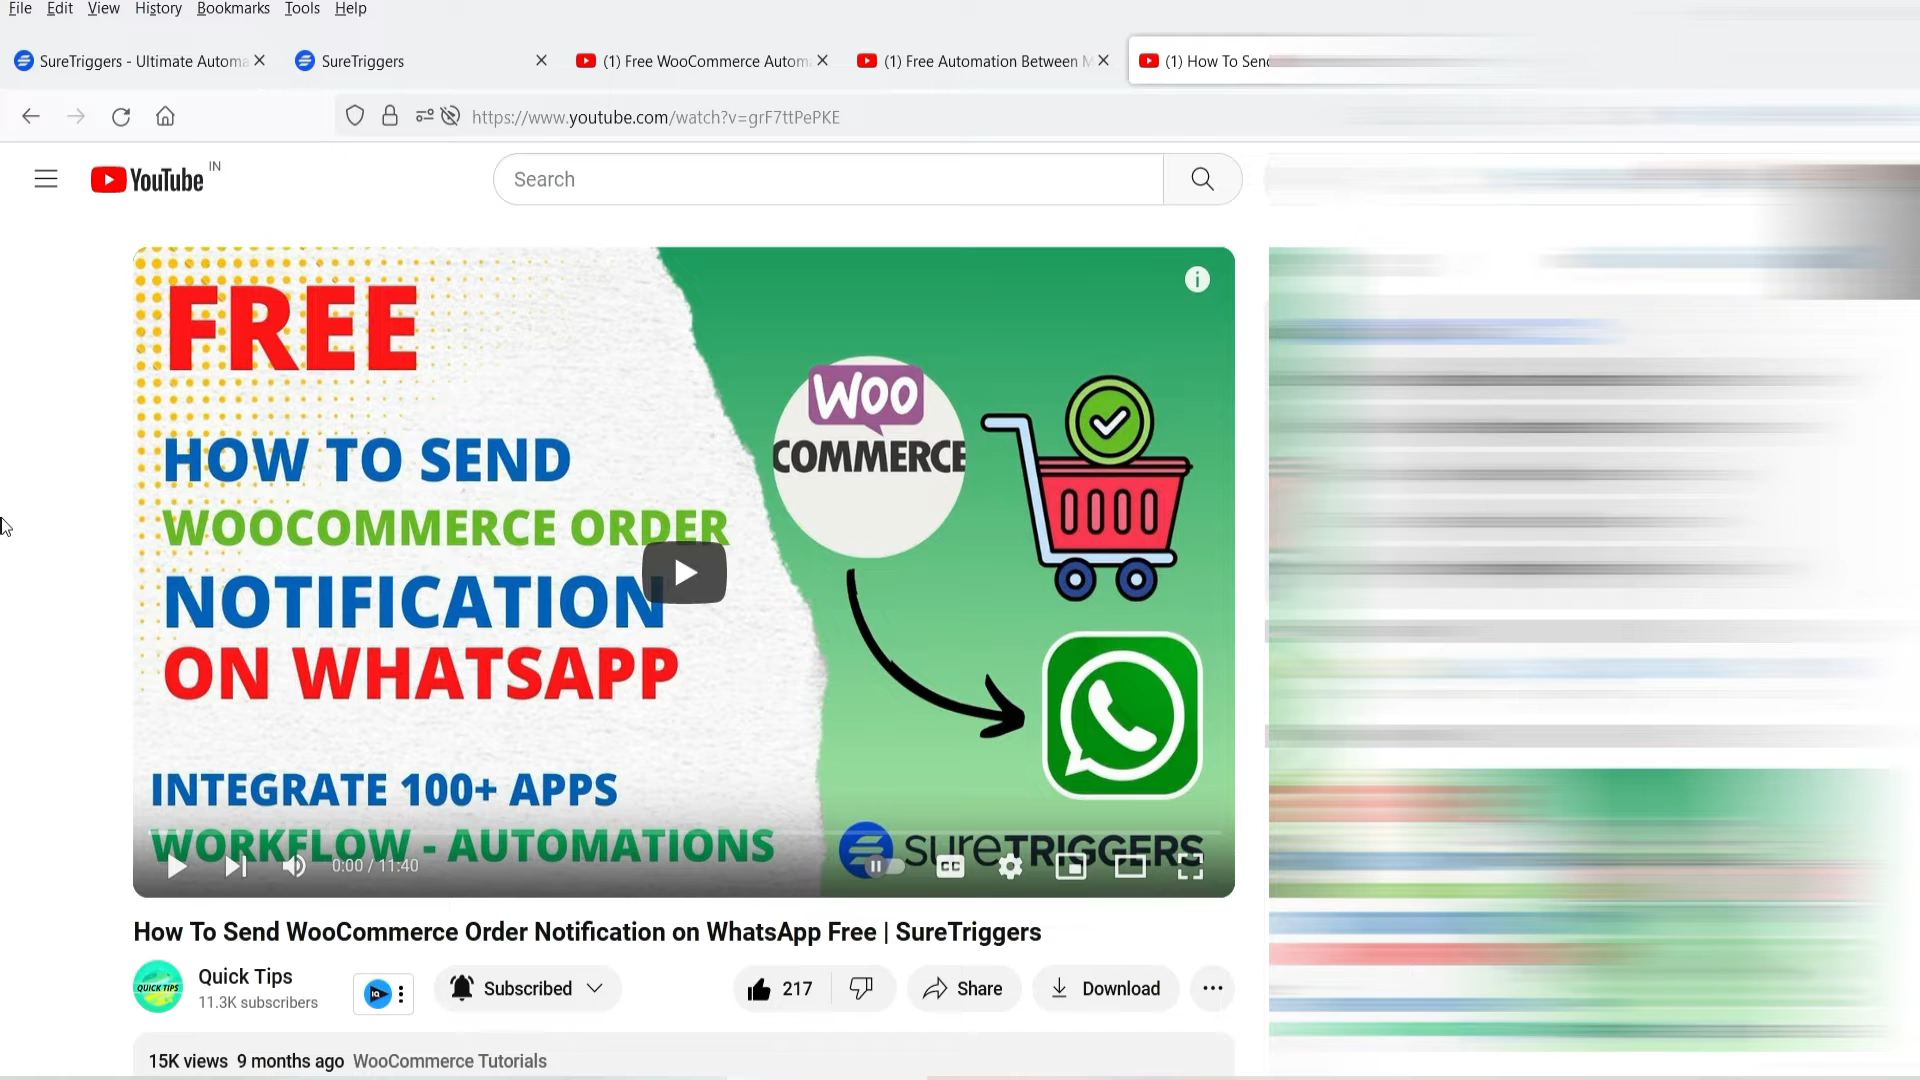 File Edit View History Bookmarks Tools Help
SureTriggers - Ultimate Automa
SureTriggers
(1) Free WooCommerce Autom
(1) Free Automation Between M
(1) How To Send
https://www.youtube.com/watch?v=grF7ttPePKE
YouTube IN
Search
FREE
HOW TO SEND
WOOCOMMERCE ORDER
NOTIFICATION
ON WHATSAPP
INTEGRATE 100+ APPS
WORKFLOW - AUTOMATIONS
WOO
COMMERCE
sureTRIGGERS
0:00 / 11:40
CC
How To Send WooCommerce Order Notification on WhatsApp Free | SureTriggers
QUICK TIPS
Quick Tips
11.3K subscribers
Subscribed
217
Share
Download
15K views 9 months ago WooCommerce Tutorials